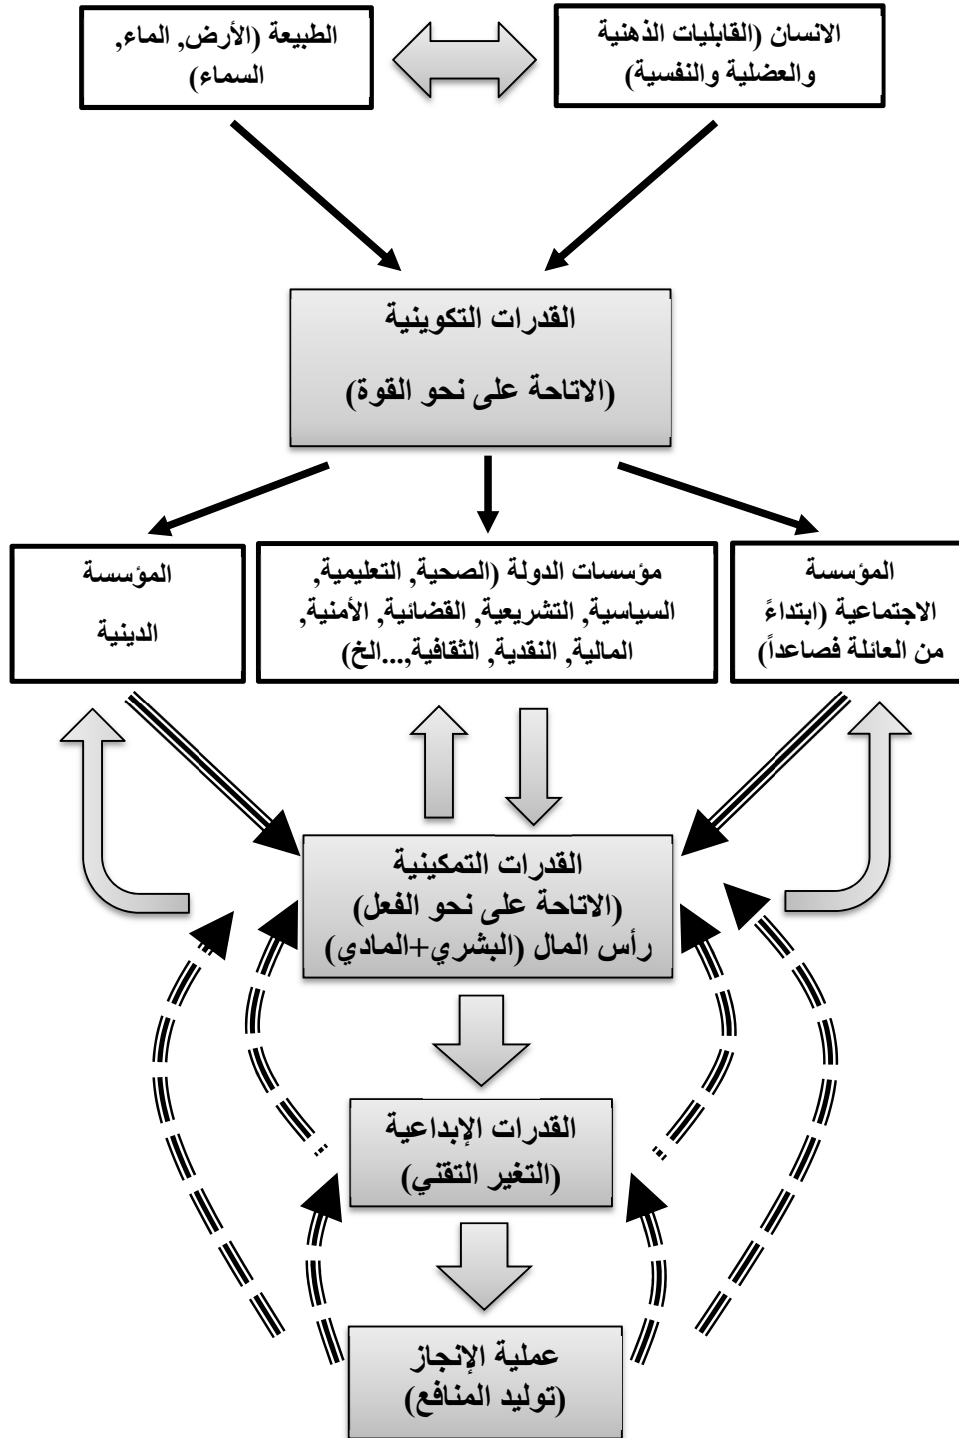 الانسان (القابليات الذهنية
والعضلية والنفسية)
الطبيعة (الأرض, الماء,
السماء)
القدرات التكوينية
(الاتاحة على نحو القوة)
المؤسسة
الاجتماعية (ابتداءً
من العائلة فصاعداً)
مؤسسات الدولة (الصحية, التعليمية,
السياسية, التشريعية, القضائية, الأمنية,
المالية, النقدية, الثقافية,...الخ)
المؤسسة
الدينية
القدرات التمكينية
(الاتاحة على نحو الفعل)
رأس المال (البشري+المادي)
القدرات الإبداعية
(التغير التقني)
عملية الإنجاز
(توليد المنافع)